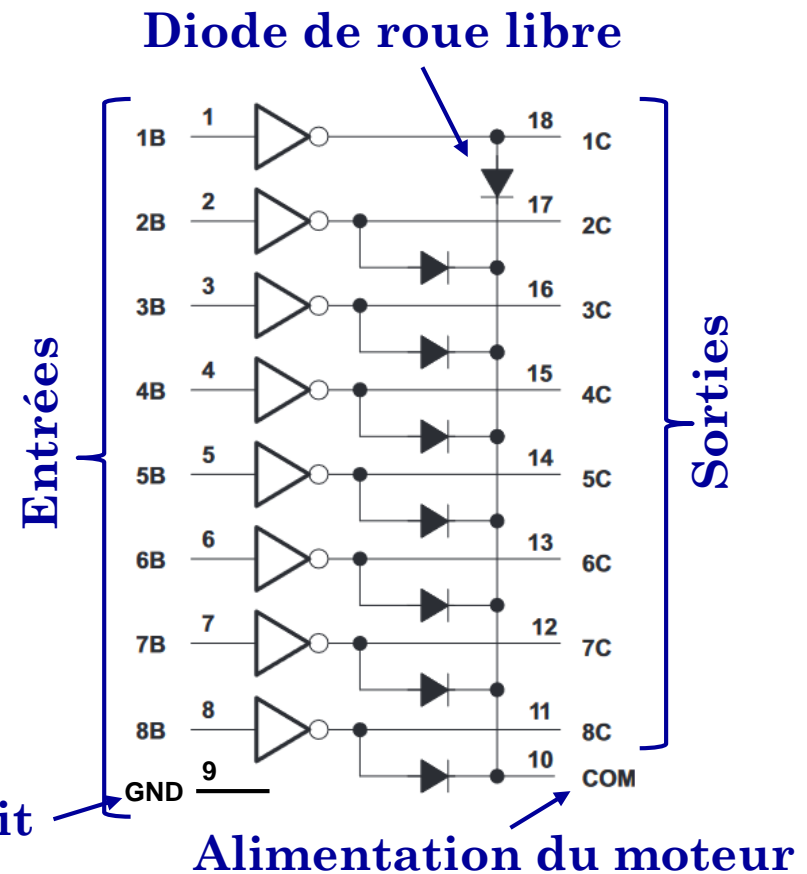 Diode de roue libre
1B 1 18 1C
2B 2 17 2C
3B 3 16 3C
4B 4 15 4C
5B 5 14 5C
6B 6 13 6C
7B 7 12 7C
8B 8 11 8C
GND 9 10 COM
Entrées
Sorties
it
Alimentation du moteur